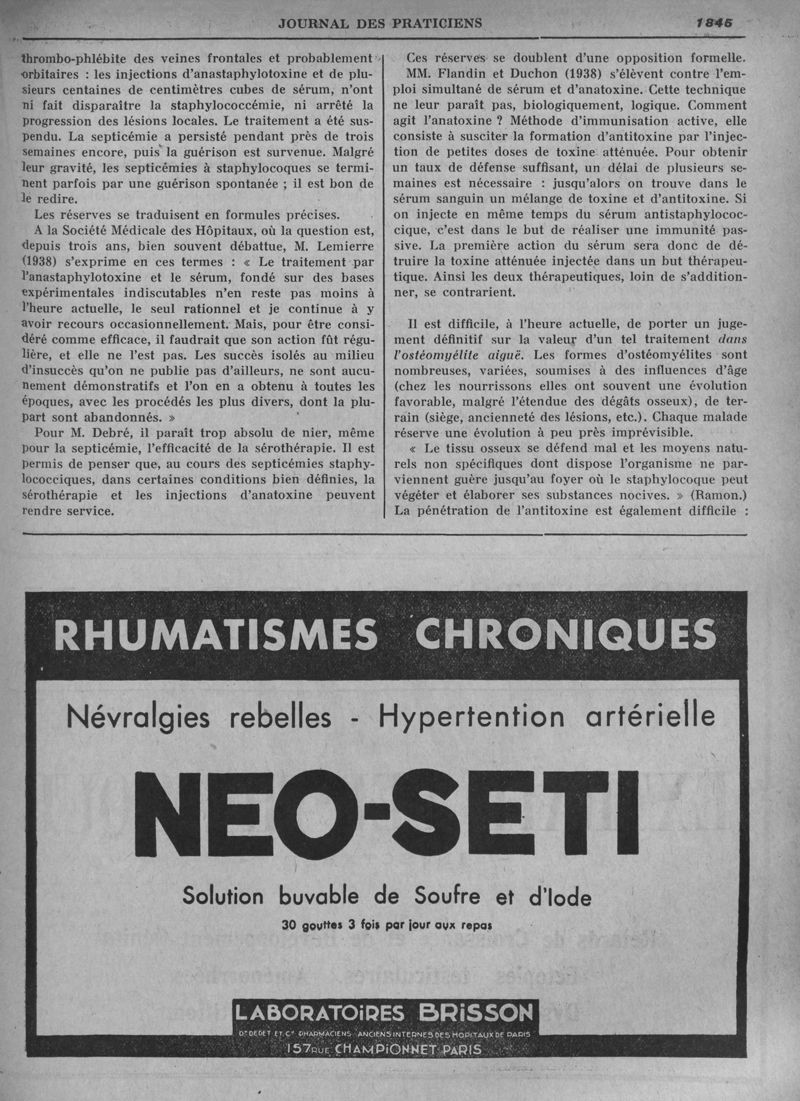 JOURNAL DES PRATICIENS 1845
thrombo-phlébite des veines frontales et probablement
orbitaires : les injections d'anastaphylotoxine et de plu-
sieurs centaines de centimètres cubes de sérum, n'ont
ni fait disparaître la staphylococcémie, ni arrêté la
progression des lésions locales. Le traitement a été sus-
pendu. La septicémie a persisté pendant près de trois
semaines encore, puis la guérison est survenue. Malgré
leur gravité, les septicémies à staphylocoques se termi-
nent parfois par une guérison spontanée ; il est bon de
le redire.
Les réserves se traduisent en formules précises.
A la Société Médicale des Hôpitaux, où la question est,
depuis trois ans, bien souvent débattue, M. Lemierre
(1938) s'exprime en ces termes : « Le traitement par
l'anastaphylotoxine et le sérum, fondé sur des bases
expérimentales indiscutables n'en reste pas moins à
l'heure actuelle, le seul rationnel et je continue à y
avoir recours occasionnellement. Mais, pour être consi-
déré comme efficace, il faudrait que son action fût régu-
lière, et elle ne l'est pas. Les succès isolés au milieu
d'insuccès qu'on ne publie pas d'ailleurs, ne sont aucu-
nement démonstratifs et l'on en a obtenu à toutes les
époques, avec les procédés les plus divers, dont la plu-
part sont abandonnés. »
Pour M. Debré, il paraît trop absolu de nier, même
pour la septicémie, l'efficacité de la sérothérapie. Il est
permis de penser que, au cours des septicémies staphy-
lococciques, dans certaines conditions bien définies, la
sérothérapie et les injections d'anatoxine peuvent
rendre service.
Ces réserves se doublent d'une opposition formelle.
MM. Flandin et Duchon (1938) s'élèvent contre l'em-
ploi simultané de sérum et d'anatoxine. Cette technique
ne leur paraît pas, biologiquement, logique. Comment
agit l'anatoxine ? Méthode d'immunisation active, elle
consiste à susciter la formation d'antitoxine par l'injec-
tion de petites doses de toxine atténuée. Pour obtenir
un taux de défense suffisant, un délai de plusieurs se-
maines est nécessaire : jusqu'alors on trouve dans le
sérum sanguin un mélange de toxine et d'antitoxine. Si
on injecte en même temps du sérum antistaphylococ-
cique, c'est dans le but de réaliser une immunité pas-
sive. La première action du sérum sera donc de dé-
truire la toxine atténuée injectée dans un but thérapeu-
tique. Ainsi les deux thérapeutiques, loin de s'addition-
ner, se contrarient.
Il est difficile, à l'heure actuelle, de porter un juge-
ment définitif sur la valeur d'un tel traitement dans
l'ostéomyélite aiguë. Les formes d'ostéomyélites sont
nombreuses, variées, soumises à des influences d'âge
(chez les nourrissons elles ont souvent une évolution
favorable, malgré l'étendue des dégâts osseux), de ter-
rain (siège, ancienneté des lésions, etc.). Chaque malade
réserve une évolution à peu près imprévisible.
« Le tissu osseux se défend mal et les moyens natu-
rels non spécifiques dont dispose l'organisme ne par-
viennent guère jusqu'au foyer où le staphylocoque peut
végéter et élaborer ses substances nocives. » (Ramon.)
La pénétration de l'antitoxine est également difficile :
RHUMATISMES CHRONIQUES
Névralgies rebelles - Hypertention artérielle
NEO-SETI
Solution buvable de Soufre et d'Iode
30 gouttes 3 fois par jour aux repas
LABORATOIRES BRISSON
Drs DEDET ET Cie PHARMACIENS ANCIENS INTERNES DES HOPITAUX DE PARIS
157 RUE CHAMPIONNET PARIS